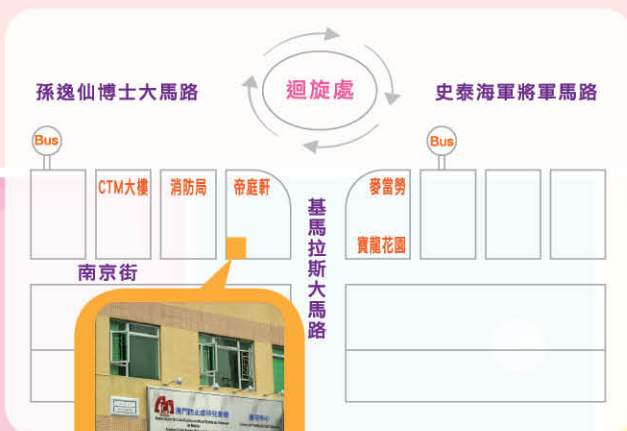 迴旋處
孫逸仙博士大馬路
史泰海軍將軍馬路
Bus
Bus
CTM大樓
消防局
帝庭軒
麥當勞
寶龍花園
基馬拉斯大馬路
南京街